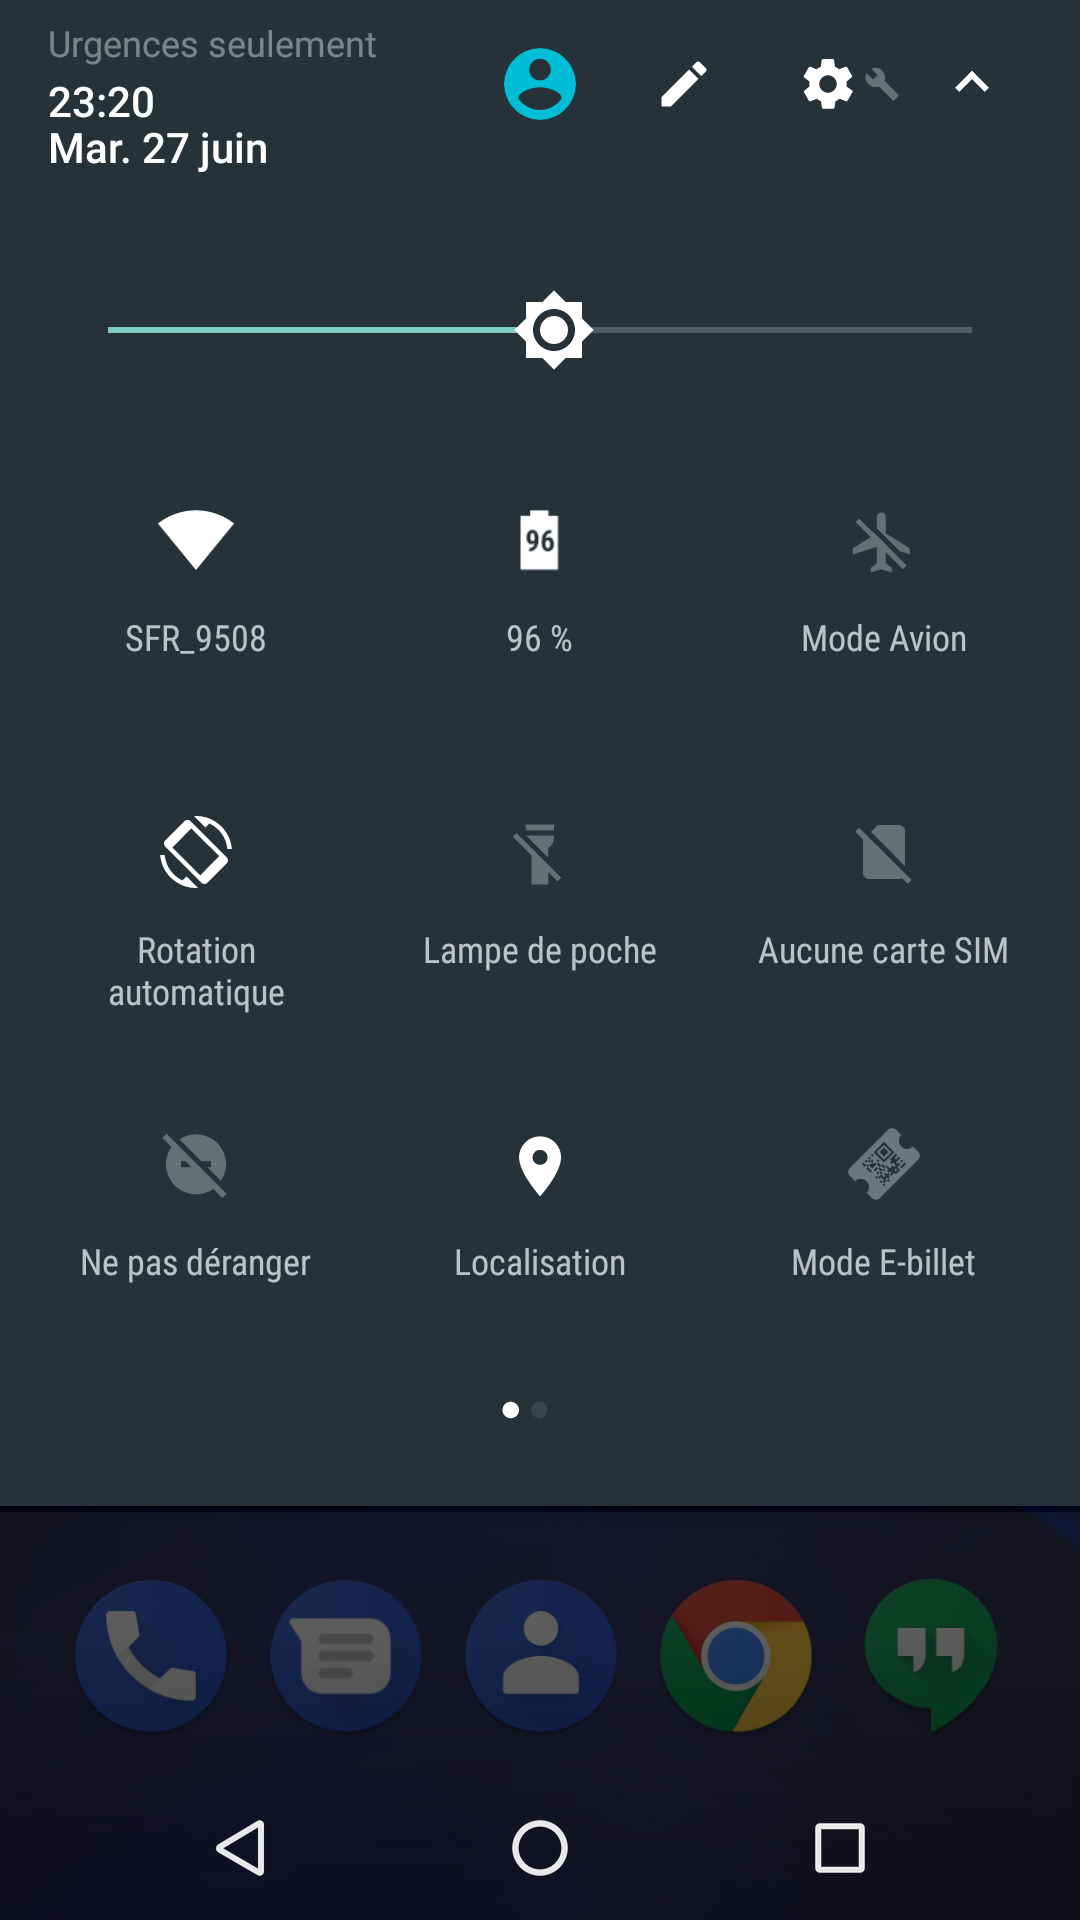 Urgences seulement
23:20
Mar. 27 juin
96
SFR_9508
96 %
Mode Avion
Rotation
automatique
Lampe de poche
Aucune carte SIM
Ne pas déranger
Localisation
Mode E-billet